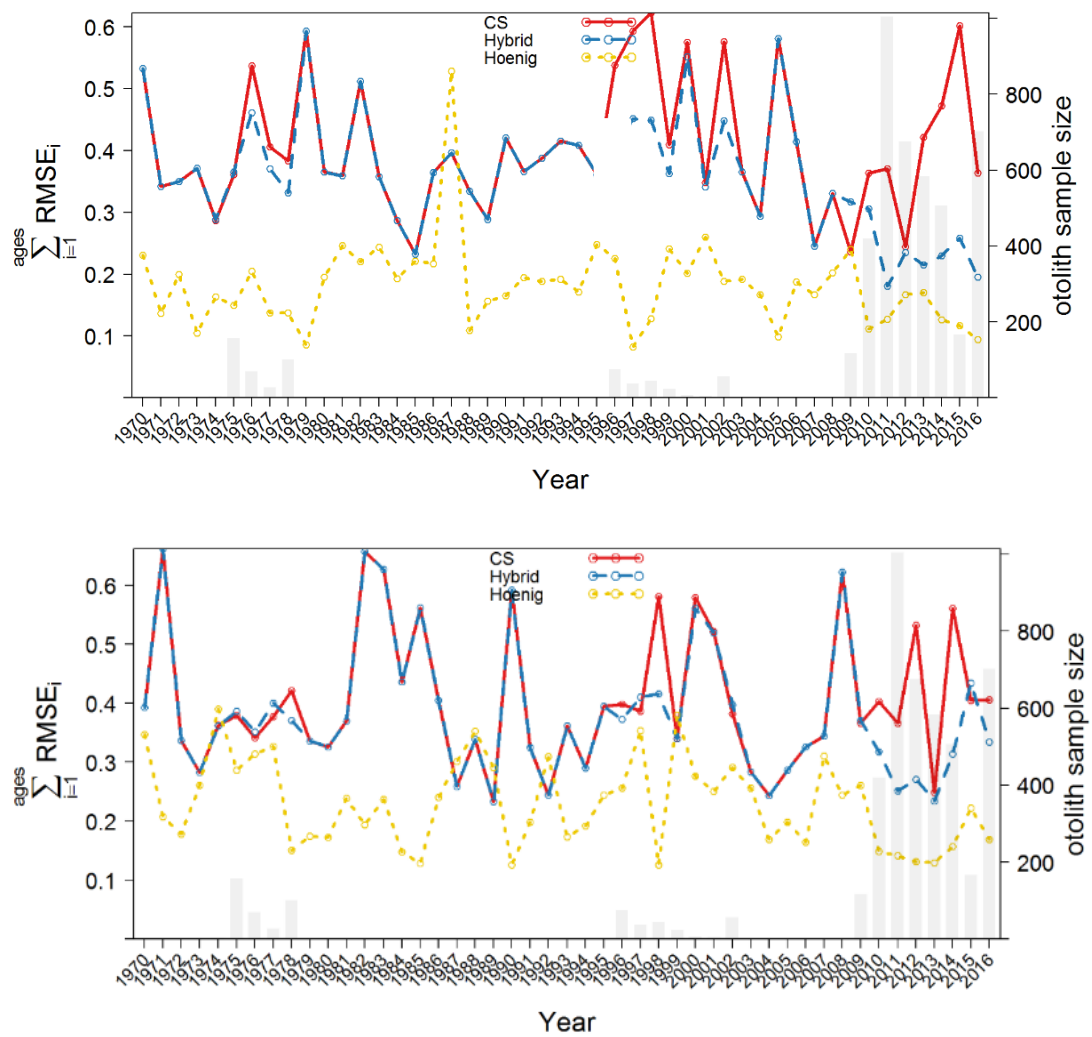 CS
Hybrid
Hoenig
0.6
0.5
0.4
0.3
0.2
0.1
ages
∑ RMSEi
i=1
800
600
400
200
otolith sample size
1970 1971 1972 1973 1974 1975 1976 1977 1978 1979 1980 1981 1982 1983 1984 1985 1986 1987 1988 1989 1990 1991 1992 1993 1994 1995 1996 1997 1998 1999 2000 2001 2002 2003 2004 2005 2006 2007 2008 2009 2010 2011 2012 2013 2014 2015 2016
Year
CS
Hybrid
Hoenig
0.6
0.5
0.4
0.3
0.2
0.1
ages
∑ RMSEi
i=1
800
600
400
200
otolith sample size
1970 1971 1972 1973 1974 1975 1976 1977 1978 1979 1980 1981 1982 1983 1984 1985 1986 1987 1988 1989 1990 1991 1992 1993 1994 1995 1996 1997 1998 1999 2000 2001 2002 2003 2004 2005 2006 2007 2008 2009 2010 2011 2012 2013 2014 2015 2016
Year